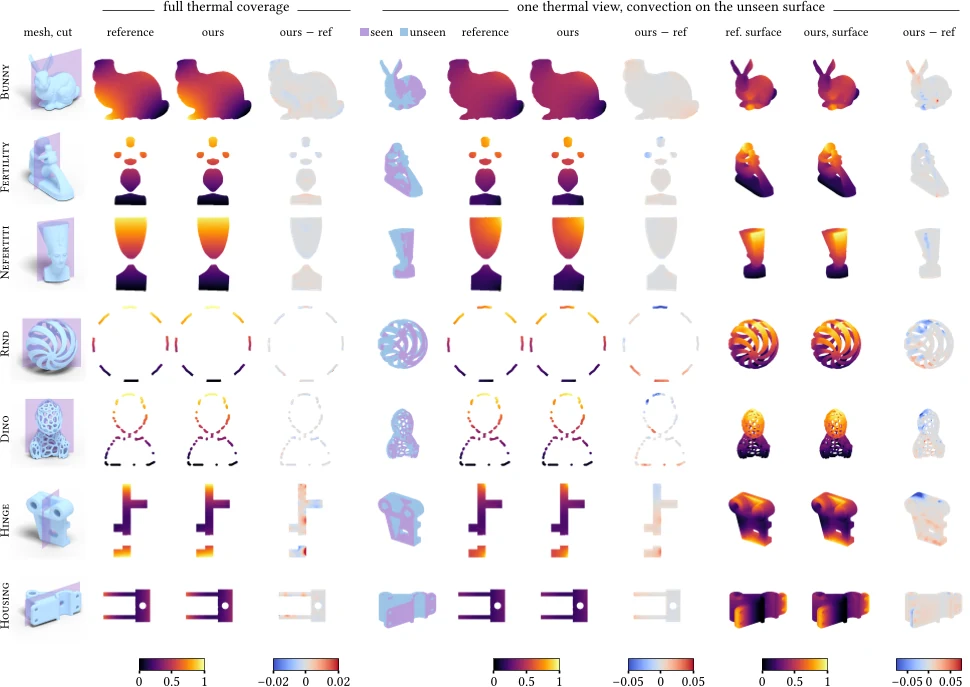 full thermal coverage
one thermal view, convection on the unseen surface
mesh, cut reference ours ours − ref seen unseen reference ours ours − ref ref. surface ours, surface ours − ref
Bunny
Fertility
Nefertiti
Rind
Dino
Hinge
Housing
0 0.5 1 −0.02 0 0.02 0 0.5 1 −0.05 0 0.05 0 0.5 1 −0.05 0 0.05